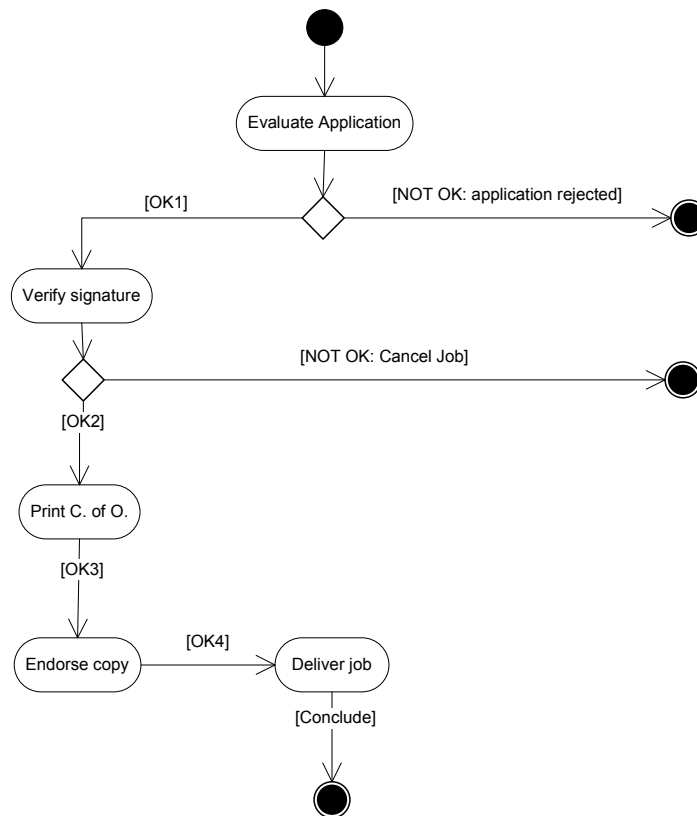 Evaluate Application
[OK1]
[NOT OK: application rejected]
Verify signature
[NOT OK: Cancel Job]
[OK2]
Print C. of O.
[OK3]
Endorse copy
[OK4]
Deliver job
[Conclude]